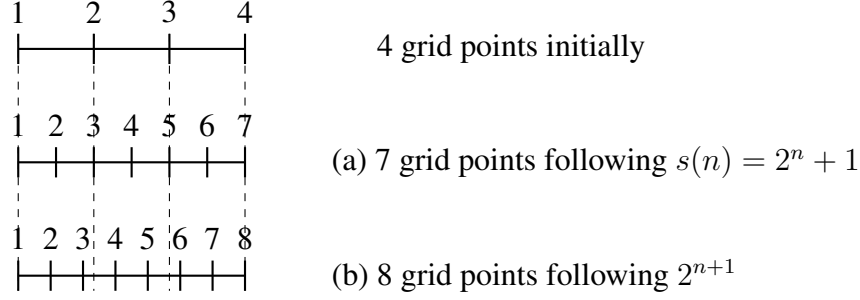 1 2 3 4
4 grid points initially
1 2 3 4 5 6 7
(a) 7 grid points following s(n) = 2^n + 1
1 2 3 4 5 6 7 8
(b) 8 grid points following 2^{n+1}